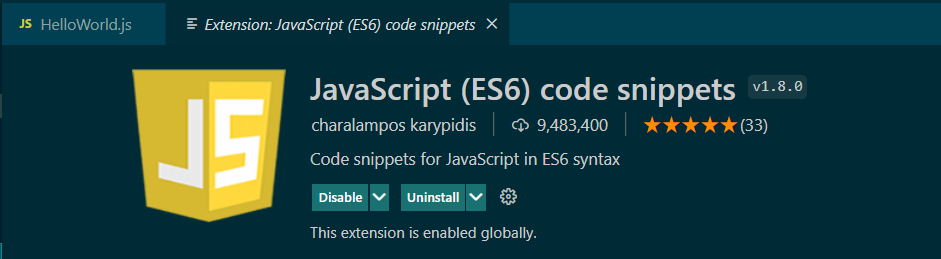 JS HelloWorld.js Extension: JavaScript (ES6) code snippets
JS
JavaScript (ES6) code snippets v1.8.0
charalampos karypidis 9,483,400 (33)
Code snippets for JavaScript in ES6 syntax
Disable Uninstall
This extension is enabled globally.